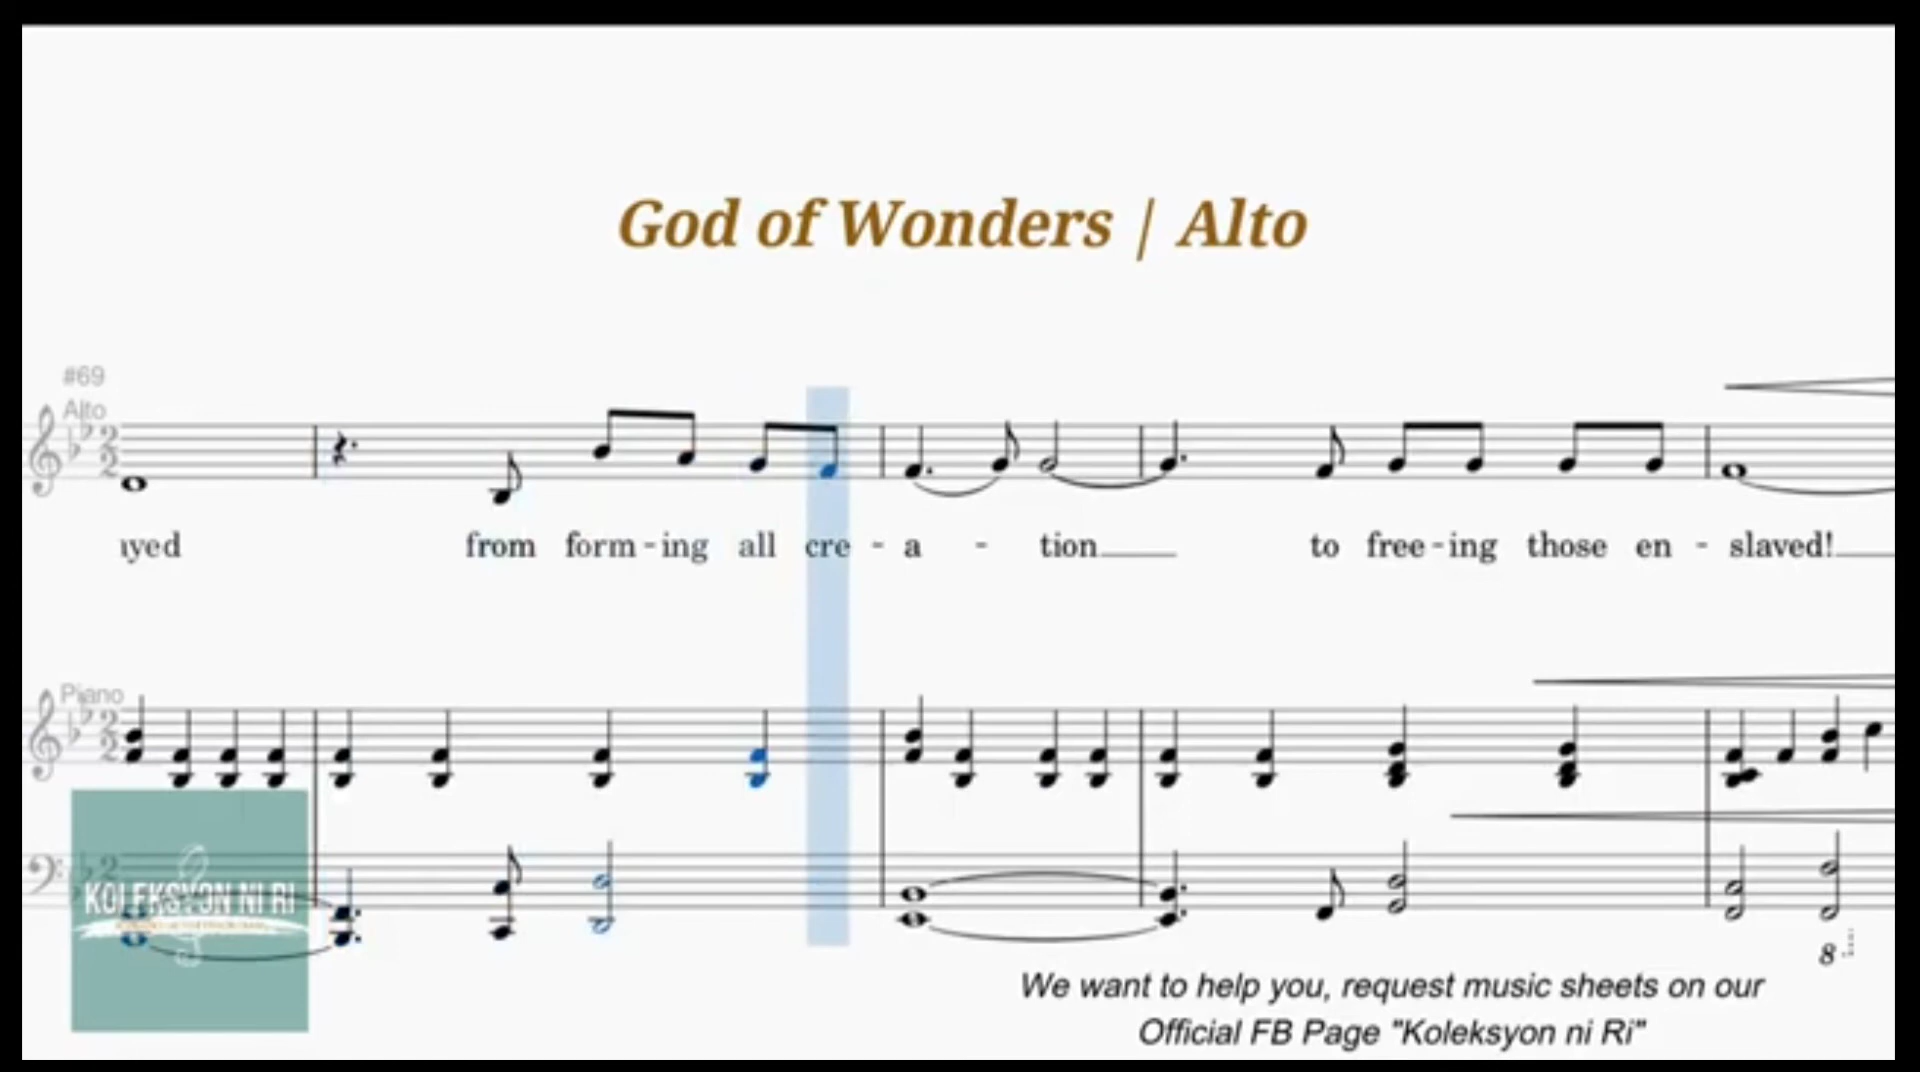 God of Wonders | Alto
#69
Alto
from form - ing all cre - a - tion to free - ing those en - slaved!
Piano
KOLEKSYON NI RI
8
We want to help you, request music sheets on our
Official FB Page "Koleksyon ni Ri"